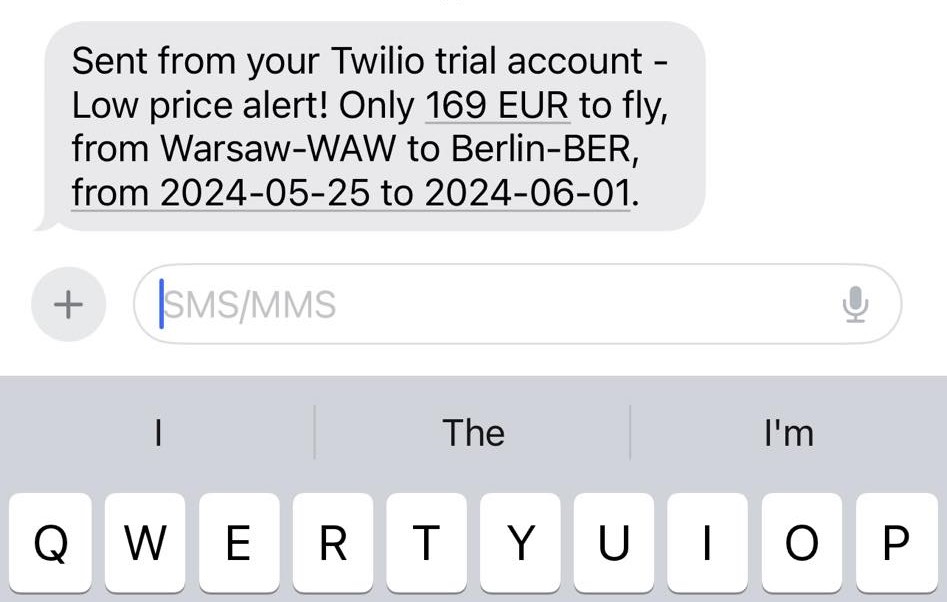 Sent from your Twilio trial account -
Low price alert! Only 169 EUR to fly,
from Warsaw-WAW to Berlin-BER,
from 2024-05-25 to 2024-06-01.
SMS/MMS
I The I'm
Q W E R T Y U I O P